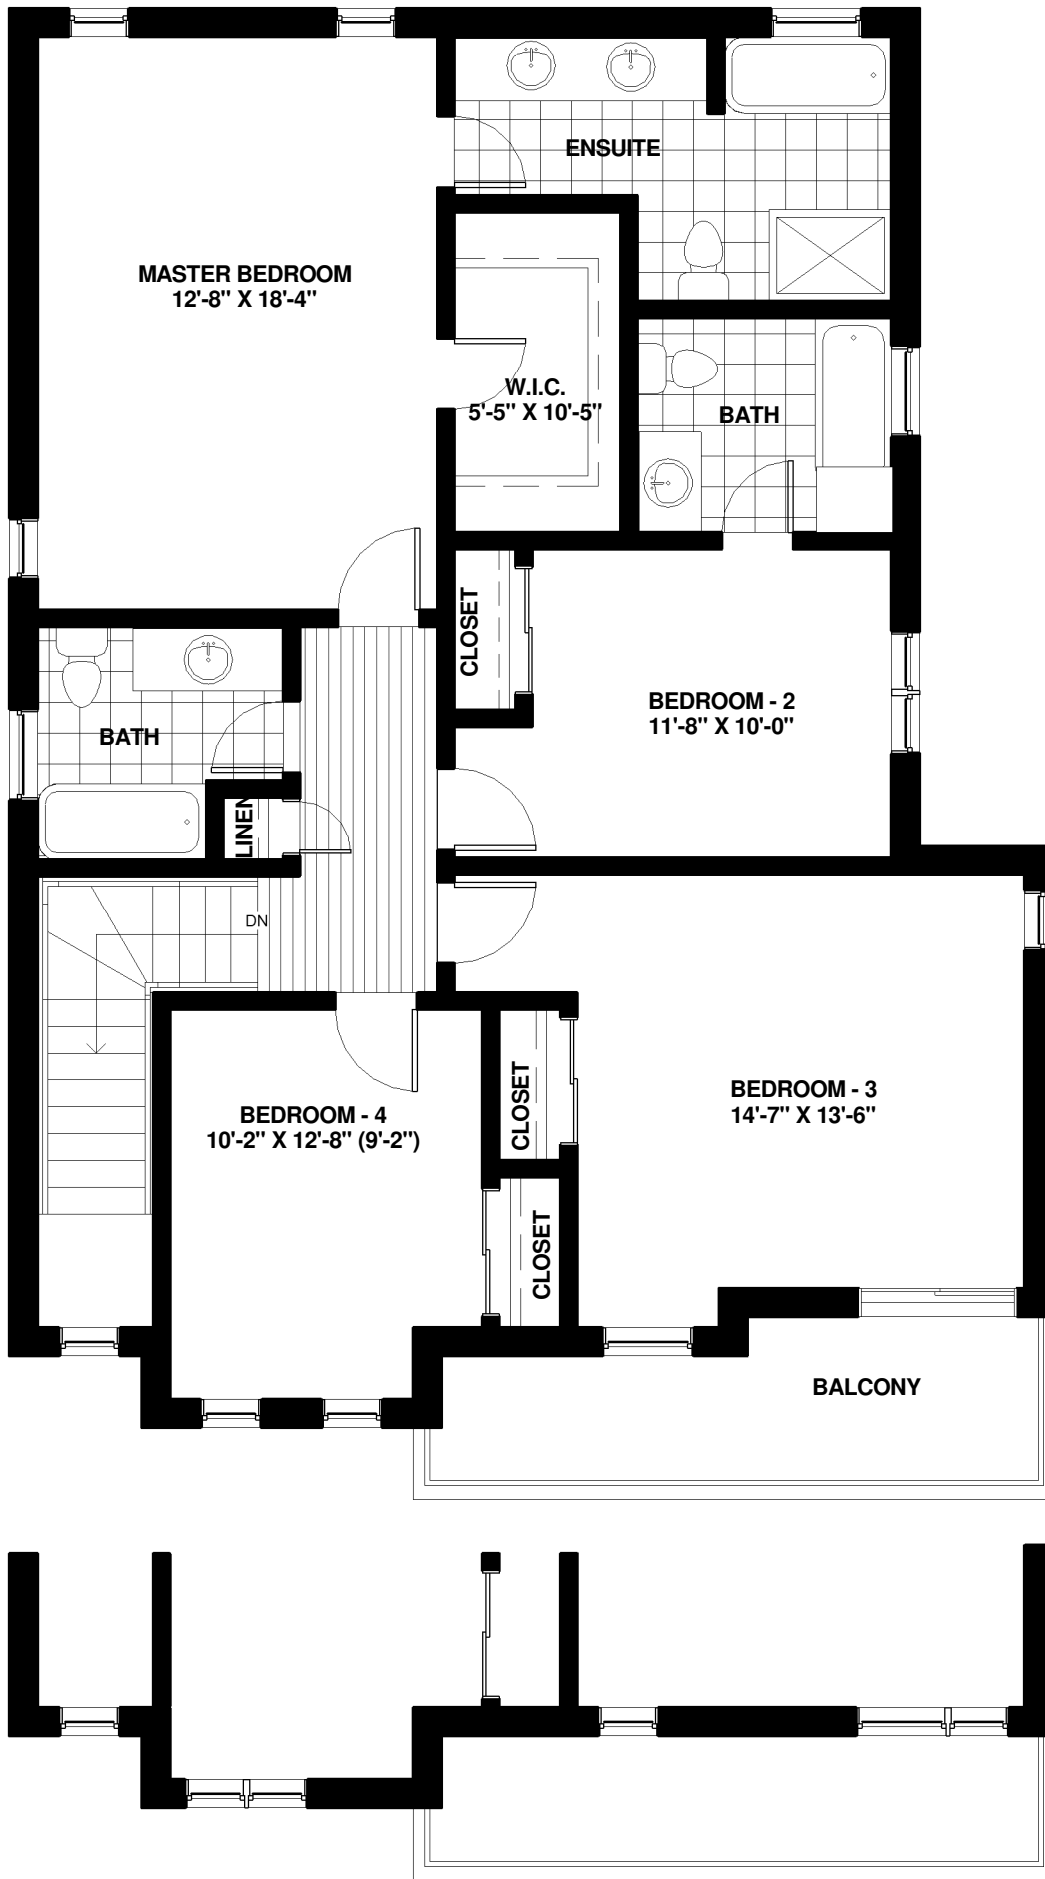 ENSUITE
MASTER BEDROOM
12'-8" X 18'-4"
W.I.C.
5'-5" X 10'-5"
BATH
CLOSET
BEDROOM - 2
11'-8" X 10'-0"
BATH
LINEN
DN
BEDROOM - 3
14'-7" X 13'-6"
CLOSET
BEDROOM - 4
10'-2" X 12'-8" (9'-2")
CLOSET
BALCONY